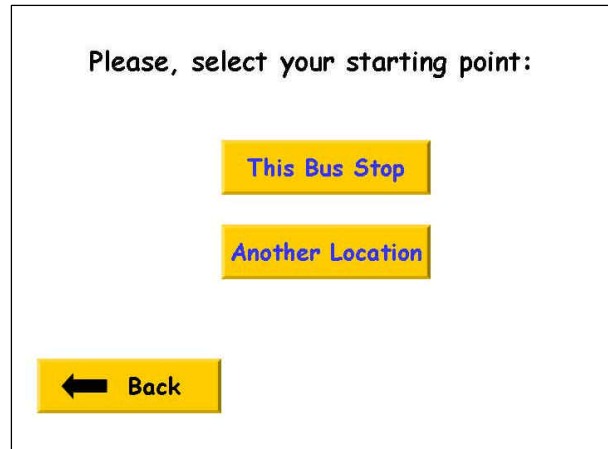 Please, select your starting point:
This Bus Stop
Another Location
Back